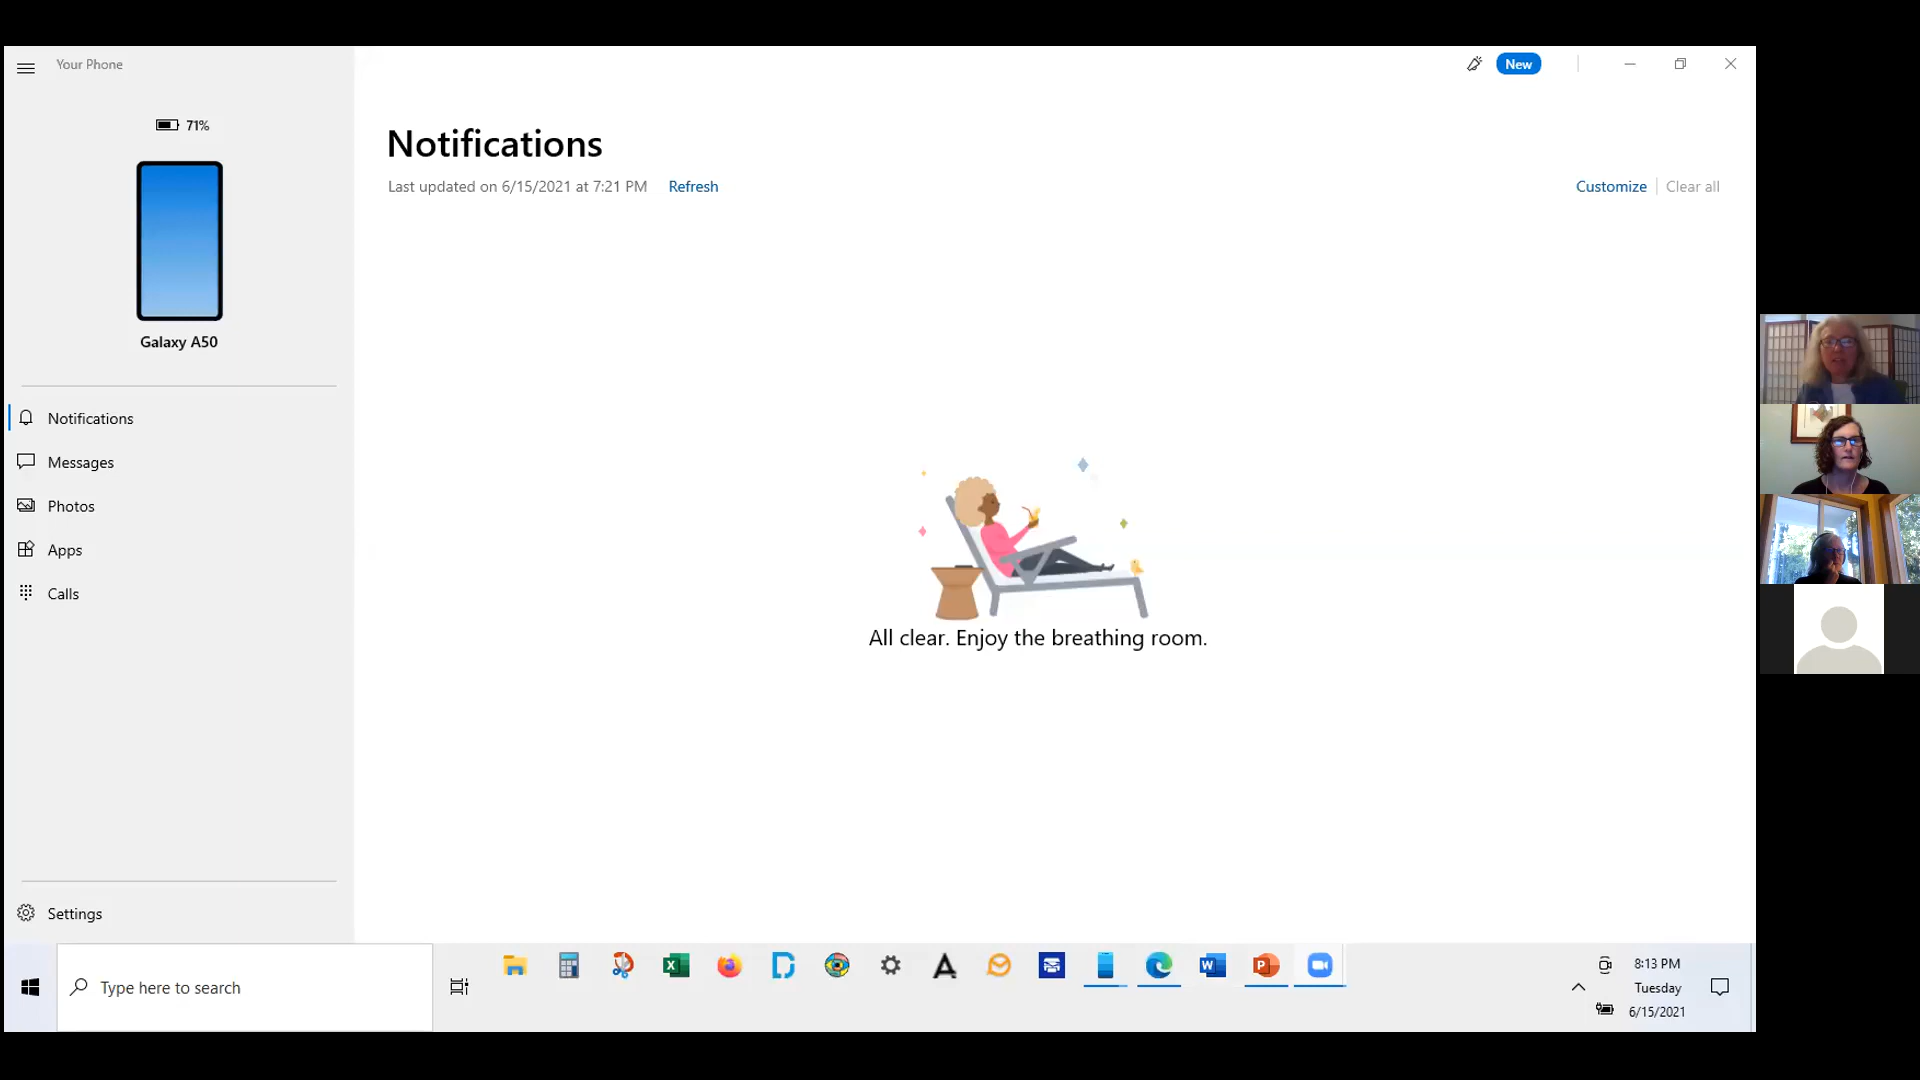 Your Phone
New
71%
Galaxy A50
Notifications
Messages
Photos
Apps
Calls
Settings
Notifications
Last updated on 6/15/2021 at 7:21 PM Refresh
Customize Clear all
All clear. Enjoy the breathing room.
Type here to search
8:13 PM
Tuesday
6/15/2021